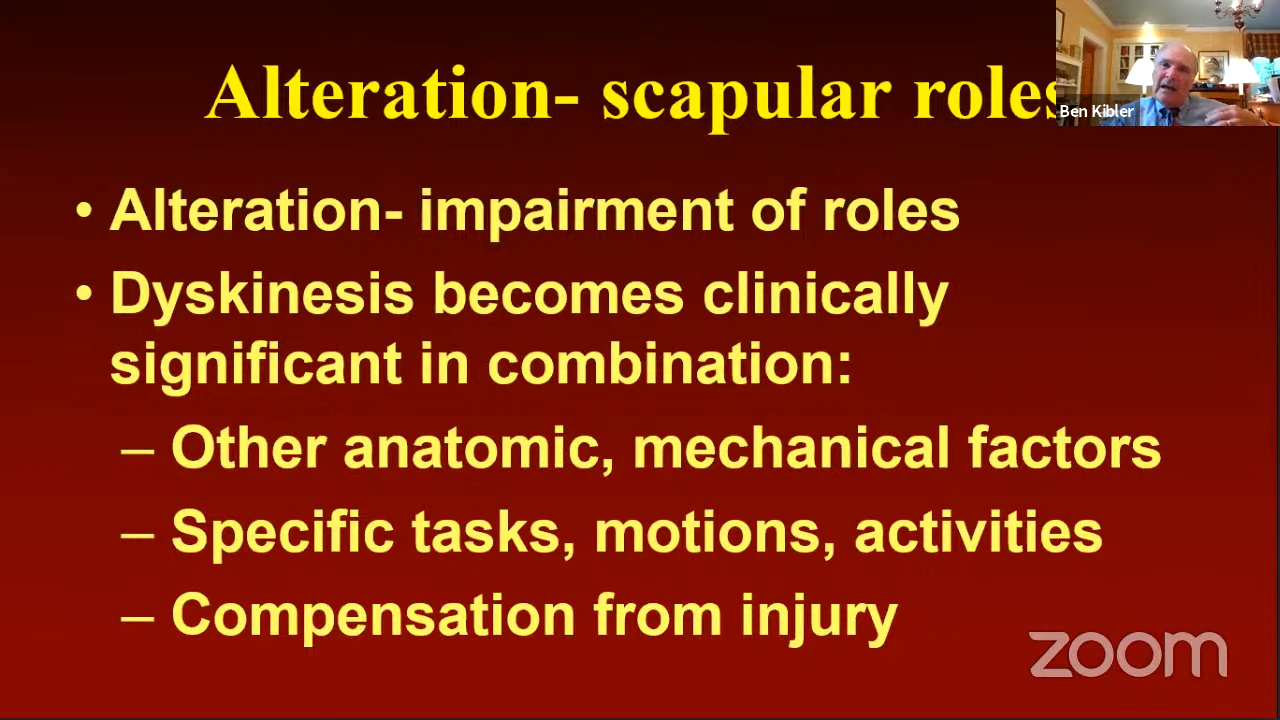 Alteration- scapular roles
Ben Kibler
• Alteration- impairment of roles
• Dyskinesis becomes clinically
significant in combination:
– Other anatomic, mechanical factors
– Specific tasks, motions, activities
– Compensation from injury
zoom